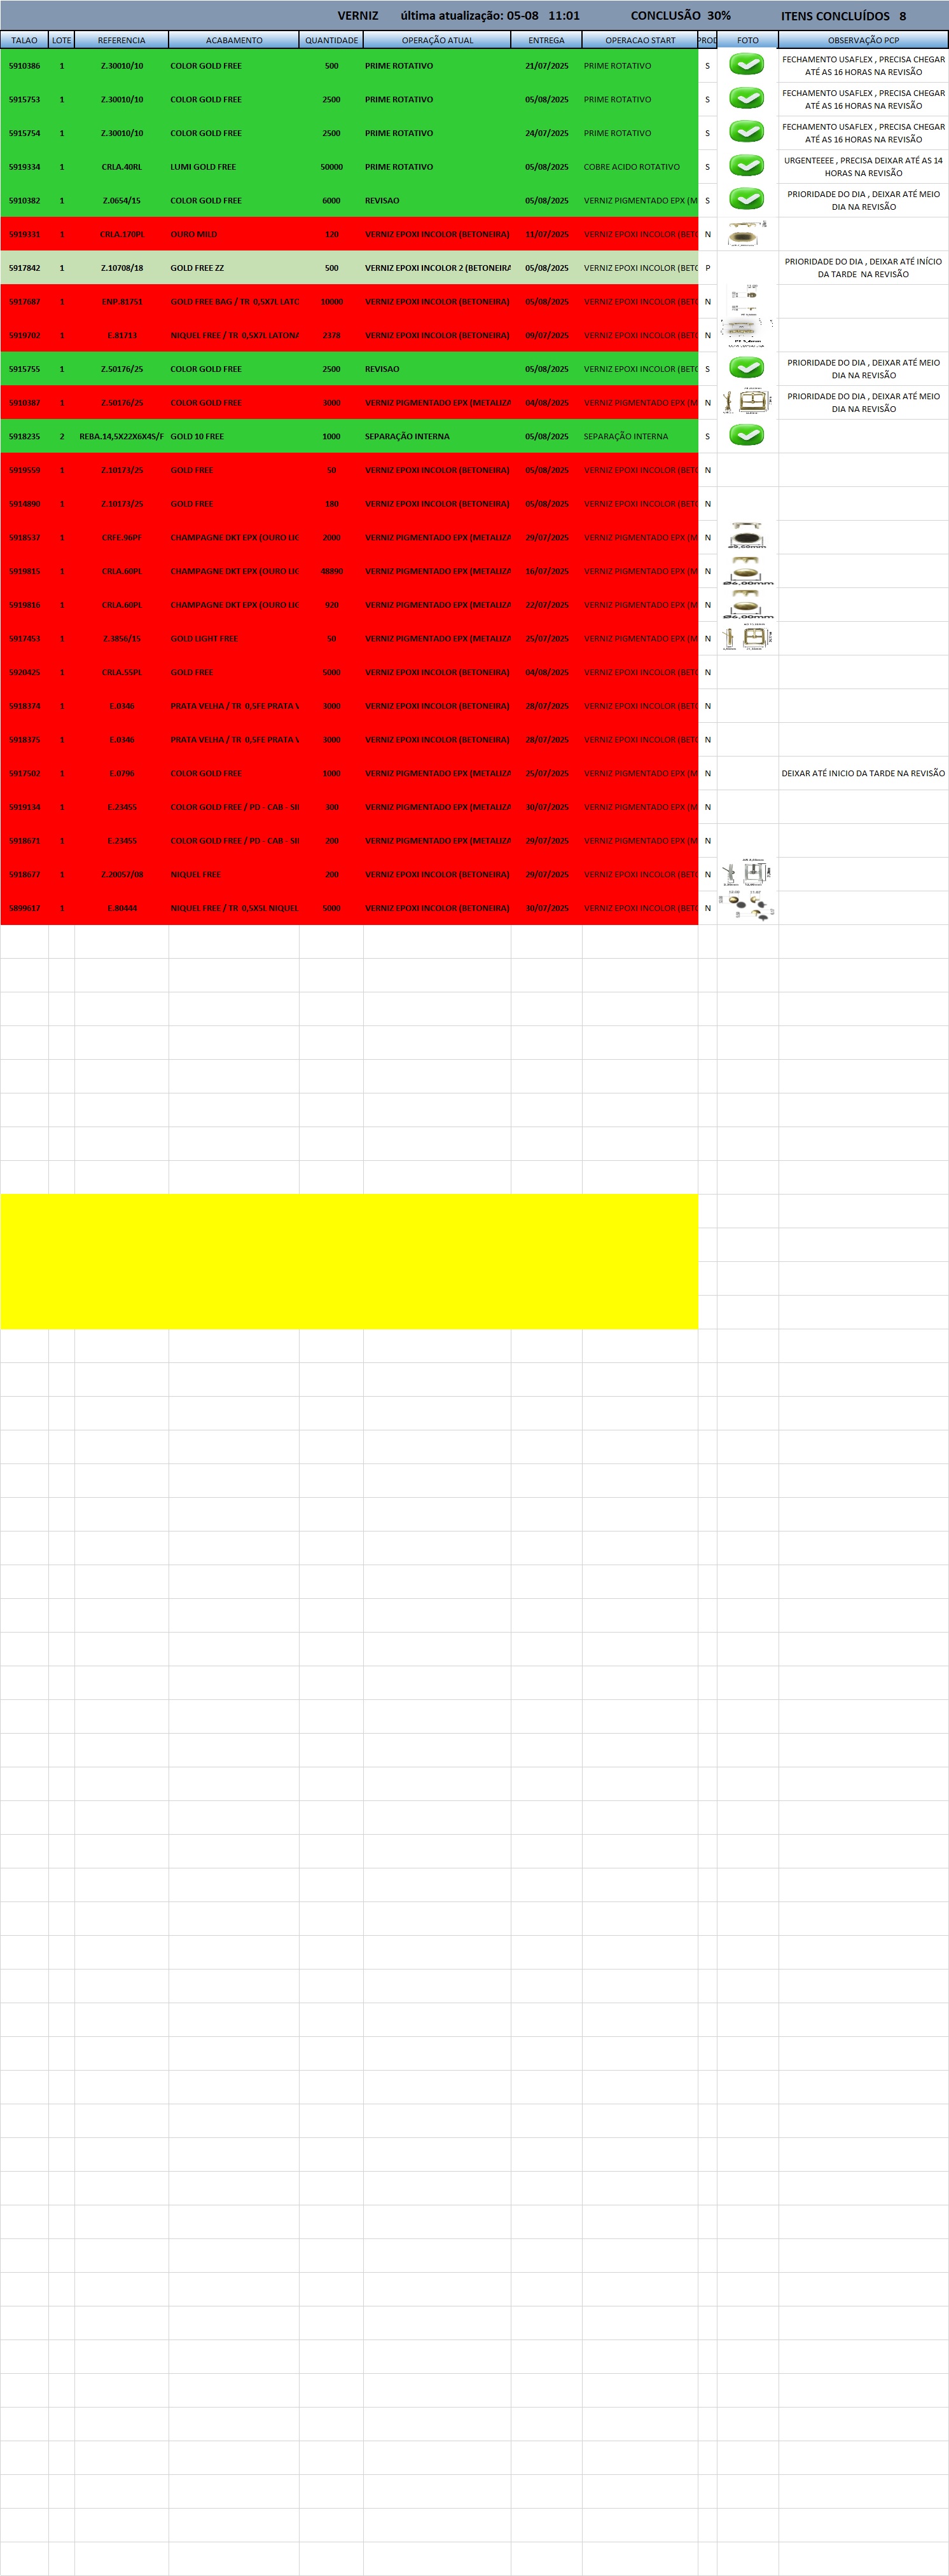 VERNIZ última atualização: 05-08 11:01 CONCLUSÃO 30% ITENS CONCLUÍDOS 8
TALAO LOTE REFERENCIA ACABAMENTO QUANTIDADE OPERAÇÃO ATUAL ENTREGA OPERACAO START PROD FOTO OBSERVAÇÃO PCP
5910386 1 Z.30010/10 COLOR GOLD FREE 500 PRIME ROTATIVO 21/07/2025 PRIME ROTATIVO S FECHAMENTO USAFLEX , PRECISA CHEGAR
ATÉ AS 16 HORAS NA REVISÃO
5915753 1 Z.30010/10 COLOR GOLD FREE 2500 PRIME ROTATIVO 05/08/2025 PRIME ROTATIVO S FECHAMENTO USAFLEX , PRECISA CHEGAR
ATÉ AS 16 HORAS NA REVISÃO
5915754 1 Z.30010/10 COLOR GOLD FREE 2500 PRIME ROTATIVO 24/07/2025 PRIME ROTATIVO S FECHAMENTO USAFLEX , PRECISA CHEGAR
ATÉ AS 16 HORAS NA REVISÃO
5919334 1 CRLA.40RL LUMI GOLD FREE 50000 PRIME ROTATIVO 05/08/2025 COBRE ACIDO ROTATIVO S URGENTEEEE , PRECISA DEIXAR ATÉ AS 14
HORAS NA REVISÃO
5910382 1 Z.0654/15 COLOR GOLD FREE 6000 REVISAO 05/08/2025 VERNIZ PIGMENTADO EPX (M S PRIORIDADE DO DIA , DEIXAR ATÉ MEIO
DIA NA REVISÃO
5919331 1 CRLA.170PL OURO MILD 120 VERNIZ EPOXI INCOLOR (BETONEIRA) 11/07/2025 VERNIZ EPOXI INCOLOR (BETO N
5917842 1 Z.10708/18 GOLD FREE ZZ 500 VERNIZ EPOXI INCOLOR 2 (BETONEIRA 05/08/2025 VERNIZ EPOXI INCOLOR (BETO P PRIORIDADE DO DIA , DEIXAR ATÉ INÍCIO
DA TARDE NA REVISÃO
5917687 1 ENP.81751 GOLD FREE BAG / TR 0,5X7L LATO 10000 VERNIZ EPOXI INCOLOR (BETONEIRA) 05/08/2025 VERNIZ EPOXI INCOLOR (BETO N
5919702 1 E.81713 NIQUEL FREE / TR 0,5X7L LATONA 2378 VERNIZ EPOXI INCOLOR (BETONEIRA) 09/07/2025 VERNIZ EPOXI INCOLOR (BETO N
5915755 1 Z.50176/25 COLOR GOLD FREE 2500 REVISAO 05/08/2025 VERNIZ EPOXI INCOLOR (BETO S PRIORIDADE DO DIA , DEIXAR ATÉ MEIO
DIA NA REVISÃO
5910387 1 Z.50176/25 COLOR GOLD FREE 3000 VERNIZ PIGMENTADO EPX (METALIZA 04/08/2025 VERNIZ PIGMENTADO EPX (M N PRIORIDADE DO DIA , DEIXAR ATÉ MEIO
DIA NA REVISÃO
5918235 2 REBA.14,5X22X6X4S/F GOLD 10 FREE 1000 SEPARAÇÃO INTERNA 05/08/2025 SEPARAÇÃO INTERNA S
5919559 1 Z.10173/25 GOLD FREE 50 VERNIZ EPOXI INCOLOR (BETONEIRA) 05/08/2025 VERNIZ EPOXI INCOLOR (BETO N
5914890 1 Z.10173/25 GOLD FREE 180 VERNIZ EPOXI INCOLOR (BETONEIRA) 05/08/2025 VERNIZ EPOXI INCOLOR (BETO N
5918537 1 CRFE.96PF CHAMPAGNE DKT EPX (OURO LIG 2000 VERNIZ PIGMENTADO EPX (METALIZA 29/07/2025 VERNIZ PIGMENTADO EPX (M N
5919815 1 CRLA.60PL CHAMPAGNE DKT EPX (OURO LIG 48890 VERNIZ PIGMENTADO EPX (METALIZA 16/07/2025 VERNIZ PIGMENTADO EPX (M N
Ø6,00mm
5919816 1 CRLA.60PL CHAMPAGNE DKT EPX (OURO LIG 920 VERNIZ PIGMENTADO EPX (METALIZA 22/07/2025 VERNIZ PIGMENTADO EPX (M N
Ø6,00mm
5917453 1 Z.3856/15 GOLD LIGHT FREE 50 VERNIZ PIGMENTADO EPX (METALIZA 25/07/2025 VERNIZ PIGMENTADO EPX (M N
5920425 1 CRLA.55PL GOLD FREE 5000 VERNIZ EPOXI INCOLOR (BETONEIRA) 04/08/2025 VERNIZ EPOXI INCOLOR (BETO N
5918374 1 E.0346 PRATA VELHA / TR 0,5FE PRATA V 3000 VERNIZ EPOXI INCOLOR (BETONEIRA) 28/07/2025 VERNIZ EPOXI INCOLOR (BETO N
5918375 1 E.0346 PRATA VELHA / TR 0,5FE PRATA V 3000 VERNIZ EPOXI INCOLOR (BETONEIRA) 28/07/2025 VERNIZ EPOXI INCOLOR (BETO N
5917502 1 E.0796 COLOR GOLD FREE 1000 VERNIZ PIGMENTADO EPX (METALIZA 25/07/2025 VERNIZ PIGMENTADO EPX (M N DEIXAR ATÉ INICIO DA TARDE NA REVISÃO
5919134 1 E.23455 COLOR GOLD FREE / PD - CAB - SII 300 VERNIZ PIGMENTADO EPX (METALIZA 30/07/2025 VERNIZ PIGMENTADO EPX (M N
5918671 1 E.23455 COLOR GOLD FREE / PD - CAB - SII 200 VERNIZ PIGMENTADO EPX (METALIZA 29/07/2025 VERNIZ PIGMENTADO EPX (M N
5918677 1 Z.20057/08 NIQUEL FREE 200 VERNIZ EPOXI INCOLOR (BETONEIRA) 29/07/2025 VERNIZ EPOXI INCOLOR (BETO N
5899617 1 E.80444 NIQUEL FREE / TR 0,5X5L NIQUEL 5000 VERNIZ EPOXI INCOLOR (BETONEIRA) 30/07/2025 VERNIZ EPOXI INCOLOR (BETO N